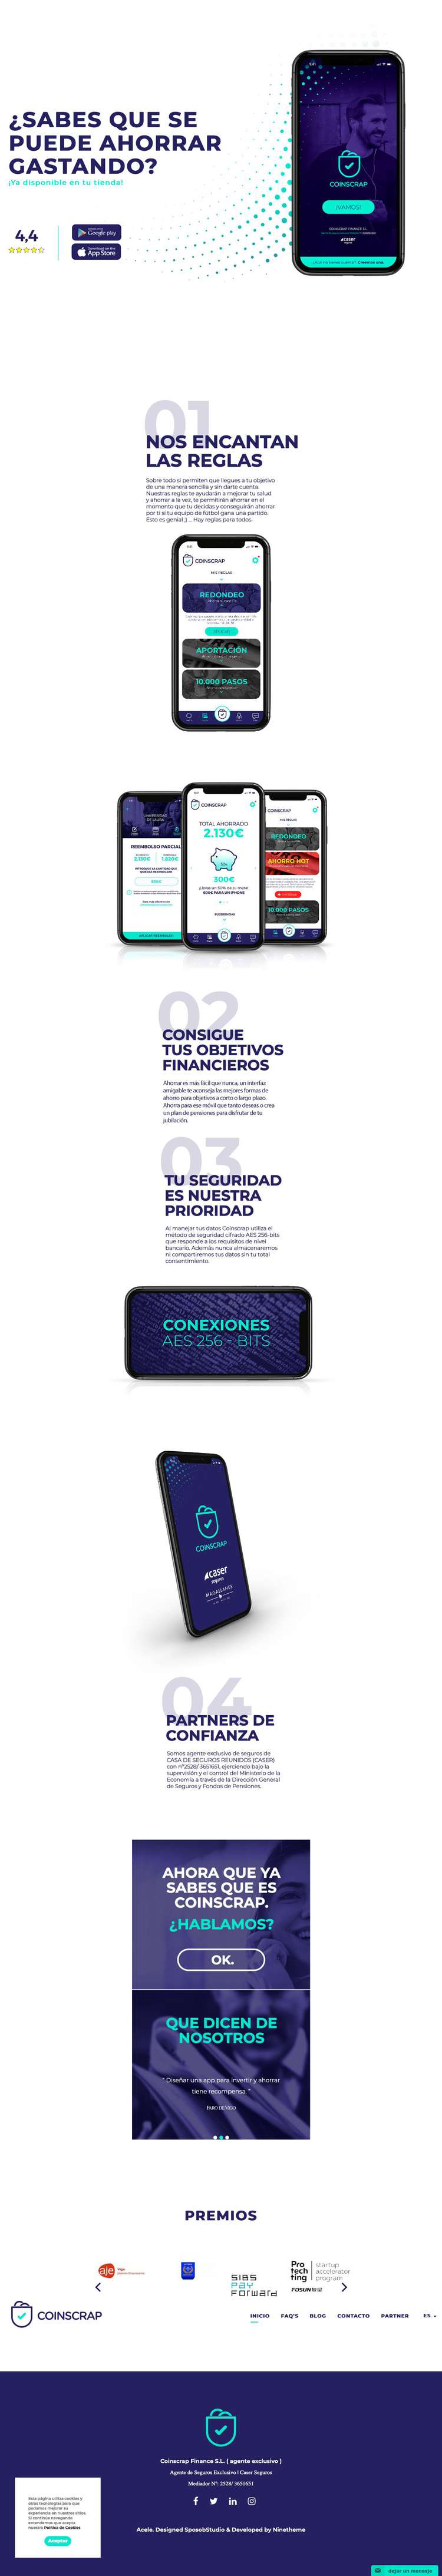 ¿SABES QUE SE
PUEDE AHORRAR
GASTANDO?
¡Ya disponible en tu tienda!
4,4
Google play
App Store
9:41
COINSCRAP
¡VAMOS!
COINSCRAP FINANCE S.L.
caser
seguros
01
NOS ENCANTAN
LAS REGLAS
Sobre todo si permiten que llegues a tu objetivo
de una manera sencilla y sin darte cuenta.
Nuestras reglas te ayudarán a mejorar tu salud
y ahorrar a la vez, te permitirán ahorrar en el
momento que tu decidas y conseguirán ahorrar
por ti si tu equipo de fútbol gana una partido.
Esto es genial ;) ... Hay reglas para todos.
COINSCRAP
MIS REGLAS
REDONDEO
APORTACIÓN
10.000 PASOS
REEMBOLSO PARCIAL
2.130€
1.820€
COINSCRAP
TOTAL AHORRADO
2.130€
300€
¡Llevas un 50% de tu meta!
600€ PARA UN IPHONE
SUGERENCIAS
COINSCRAP
MIS REGLAS
REDONDEO
AHORRO HOT
10.000 PASOS
02
CONSIGUE
TUS OBJETIVOS
FINANCIEROS
Ahorrar es más fácil que nunca, un interfaz
amigable te aconseja las mejores formas de
ahorro para objetivos a corto o largo plazo.
Ahorra para ese móvil que tanto deseas o crea
un plan de pensiones para disfrutar de tu
jubilación.
03
TU SEGURIDAD
ES NUESTRA
PRIORIDAD
Al manejar tus datos Coinscrap utiliza el
método de seguridad cifrado AES 256-bits
que responde a los requisitos de nivel
bancario. Además nunca almacenaremos
ni compartiremos tus datos sin tu total
consentimiento.
CONEXIONES
AES 256 - BITS
COINSCRAP
caser
seguros
MAGALLANES
04
PARTNERS DE
CONFIANZA
Somos agente exclusivo de seguros de
CASA DE SEGUROS REUNIDOS (CASER)
con nº2528/ 3651651, ejerciendo bajo la
supervisión y el control del Ministerio de la
Economía a través de la Dirección General
de Seguros y Fondos de Pensiones.
AHORA QUE YA
SABES QUE ES
COINSCRAP.
¿HABLAMOS?
OK.
QUE DICEN DE
NOSOTROS
" Diseñar una app para invertir y ahorrar
tiene recompensa. "
FARO DE VIGO
PREMIOS
aje
Vigo
SIBS
PAY
Forward
Pro
tech
ting
startup
accelerator
program
FOSUN
COINSCRAP
INICIO FAQ'S BLOG CONTACTO PARTNER ES
Coinscrap Finance S.L. ( agente exclusivo )
Agente de Seguros Exclusivo | Caser Seguros
Mediador Nº: 2528/ 3651651
Acele. Designed SposobStudio & Developed by Ninetheme
Esta página utiliza cookies y
otras tecnologías para que
podamos mejorar su
experiencia en nuestros sitios.
Si continúa navegando
entendemos que acepta
nuestra Política de Cookies
Aceptar
dejar un mensaje